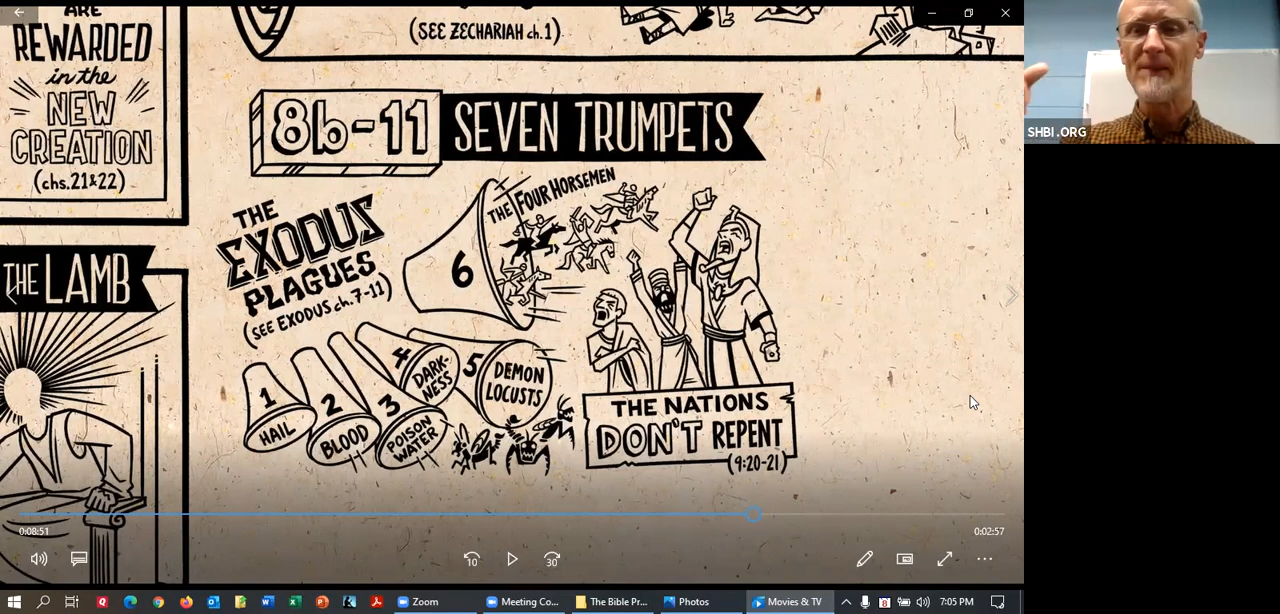 ARE
REWARDED
in the
NEW
CREATION
(chs.21&22)
THE LAMB
(SEE ZECHARIAH ch.1)
8b-11 SEVEN TRUMPETS
THE
EXODUS
PLAGUES
(SEE EXODUS ch.7-11)
6
THE FOUR HORSEMEN
1
HAIL
2
BLOOD
3
POISON
WATER
4
DARK-
NESS
5
DEMON
LOCUSTS
THE NATIONS
DON'T REPENT
(9:20-21)
SHBI.ORG
0:08:51
0:02:57
10
30
Zoom
Meeting Co...
The Bible Pr...
Photos
Movies & TV
7:05 PM